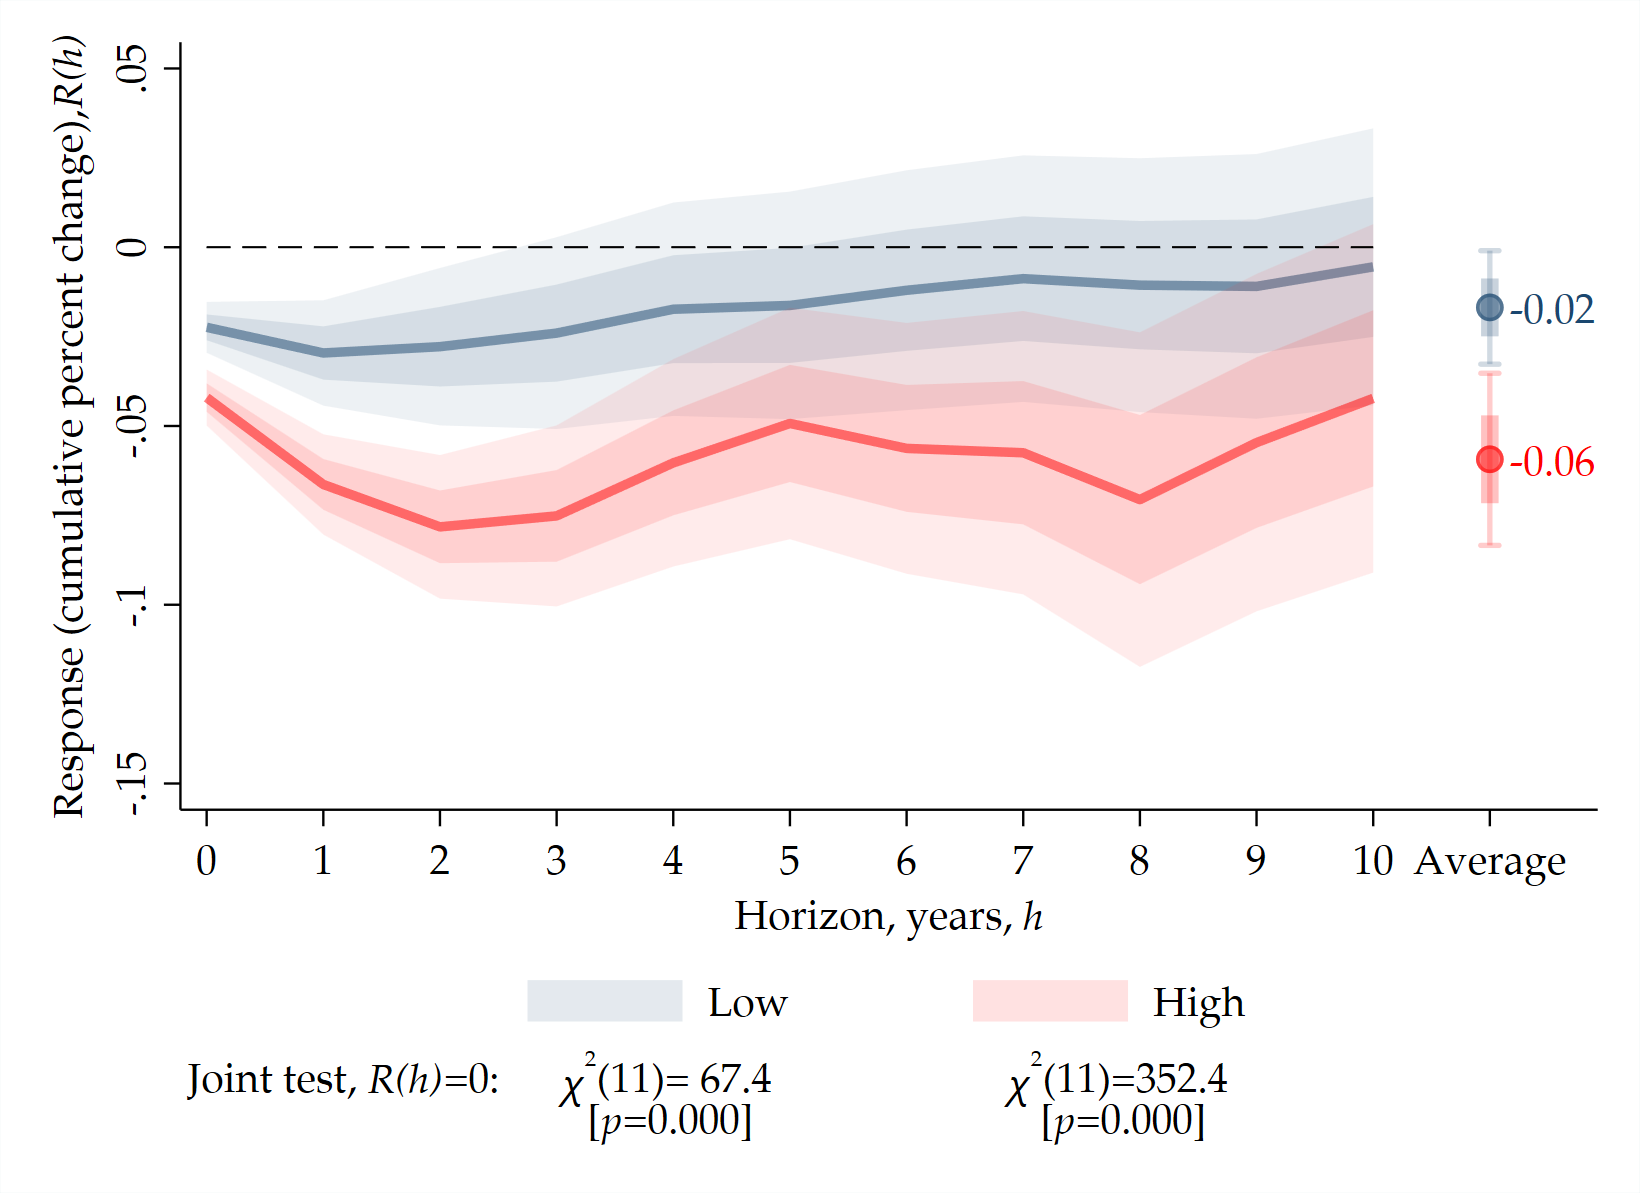 Response (cumulative percent change),R(h)
.05
0
-.05
-.1
-.15
-0.02
-0.06
0 1 2 3 4 5 6 7 8 9 10 Average
Horizon, years, h
Low High
Joint test, R(h)=0: χ²(11)= 67.4 χ²(11)=352.4
[p=0.000] [p=0.000]